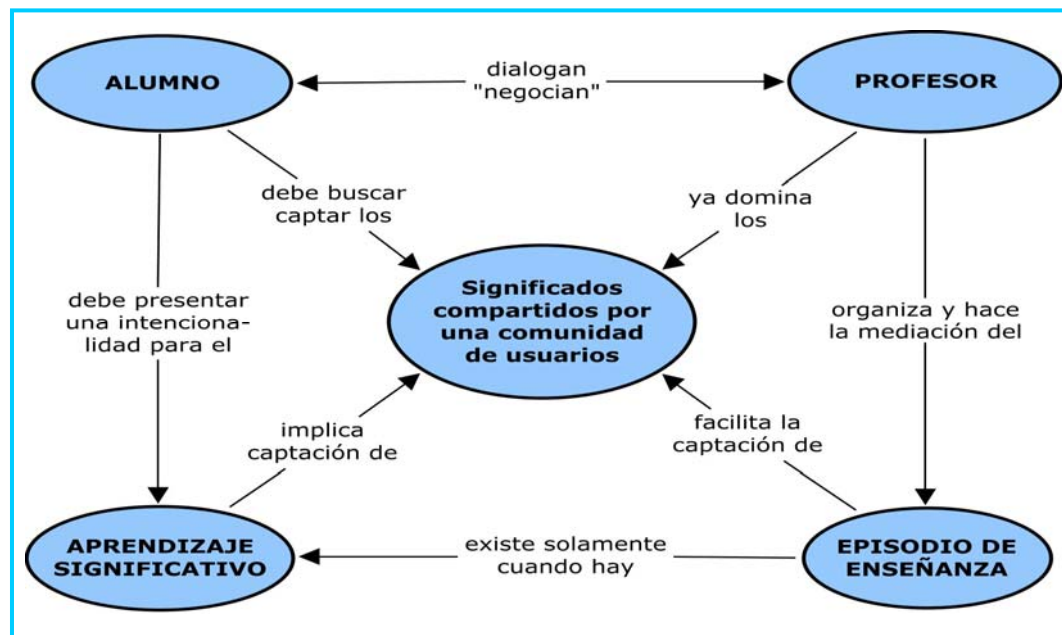 ALUMNO
dialogan
"negocian"
PROFESOR
debe buscar
captar los
ya domina
los
debe presentar
una intenciona-
lidad para el
Significados
compartidos por
una comunidad
de usuarios
organiza y hace
la mediación del
implica
captación de
facilita la
captación de
APRENDIZAJE
SIGNIFICATIVO
existe solamente
cuando hay
EPISODIO DE
ENSEÑANZA